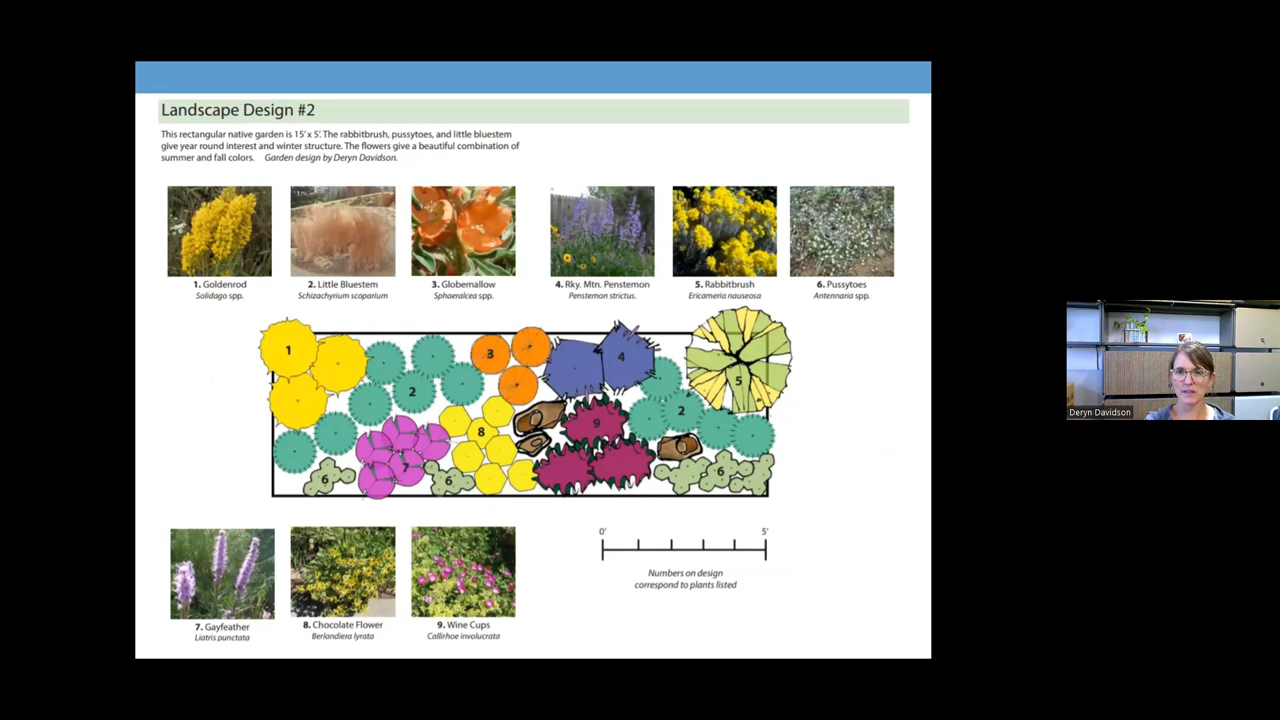 Landscape Design #2
This rectangular native garden is 15' x 5'. The rabbitbrush, pussytoes, and little bluestem
give year round interest and winter structure. The flowers give a beautiful combination of
summer and fall colors. Garden design by Deryn Davidson.
1. Goldenrod
Solidago spp.
2. Little Bluestem
Schizachyrium scoparium
3. Globemallow
Sphaeralcea spp.
4. Rky. Mtn. Penstemon
Penstemon strictus.
5. Rabbitbrush
Ericameria nauseosa
6. Pussytoes
Antennaria spp.
1
2
3
4
5
2
9
8
7
6
6
6
Deryn Davidson
7. Gayfeather
Liatris punctata
8. Chocolate Flower
Berlandiera lyrata
9. Wine Cups
Callirhoe involucrata
0' 5'
Numbers on design
correspond to plants listed